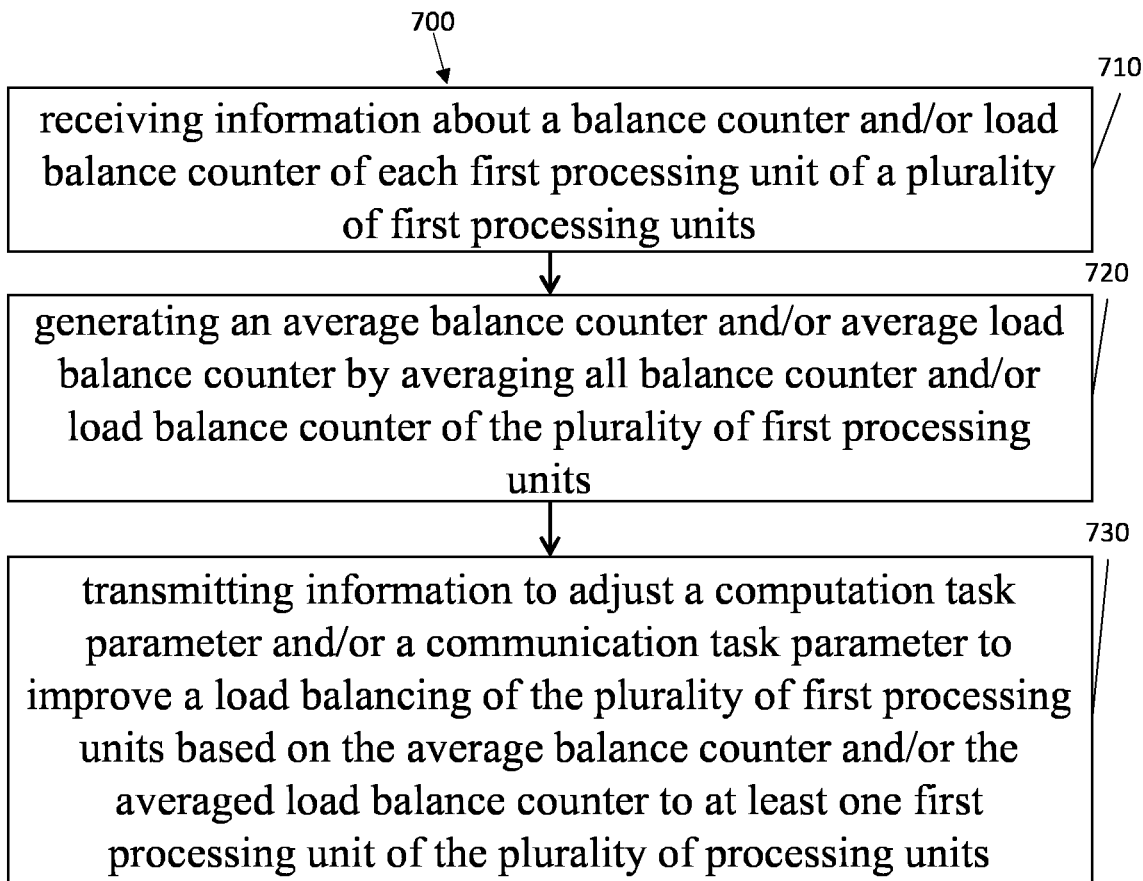 700
710
receiving information about a balance counter and/or load
balance counter of each first processing unit of a plurality
of first processing units
720
generating an average balance counter and/or average load
balance counter by averaging all balance counter and/or
load balance counter of the plurality of first processing
units
730
transmitting information to adjust a computation task
parameter and/or a communication task parameter to
improve a load balancing of the plurality of first processing
units based on the average balance counter and/or the
averaged load balance counter to at least one first
processing unit of the plurality of processing units